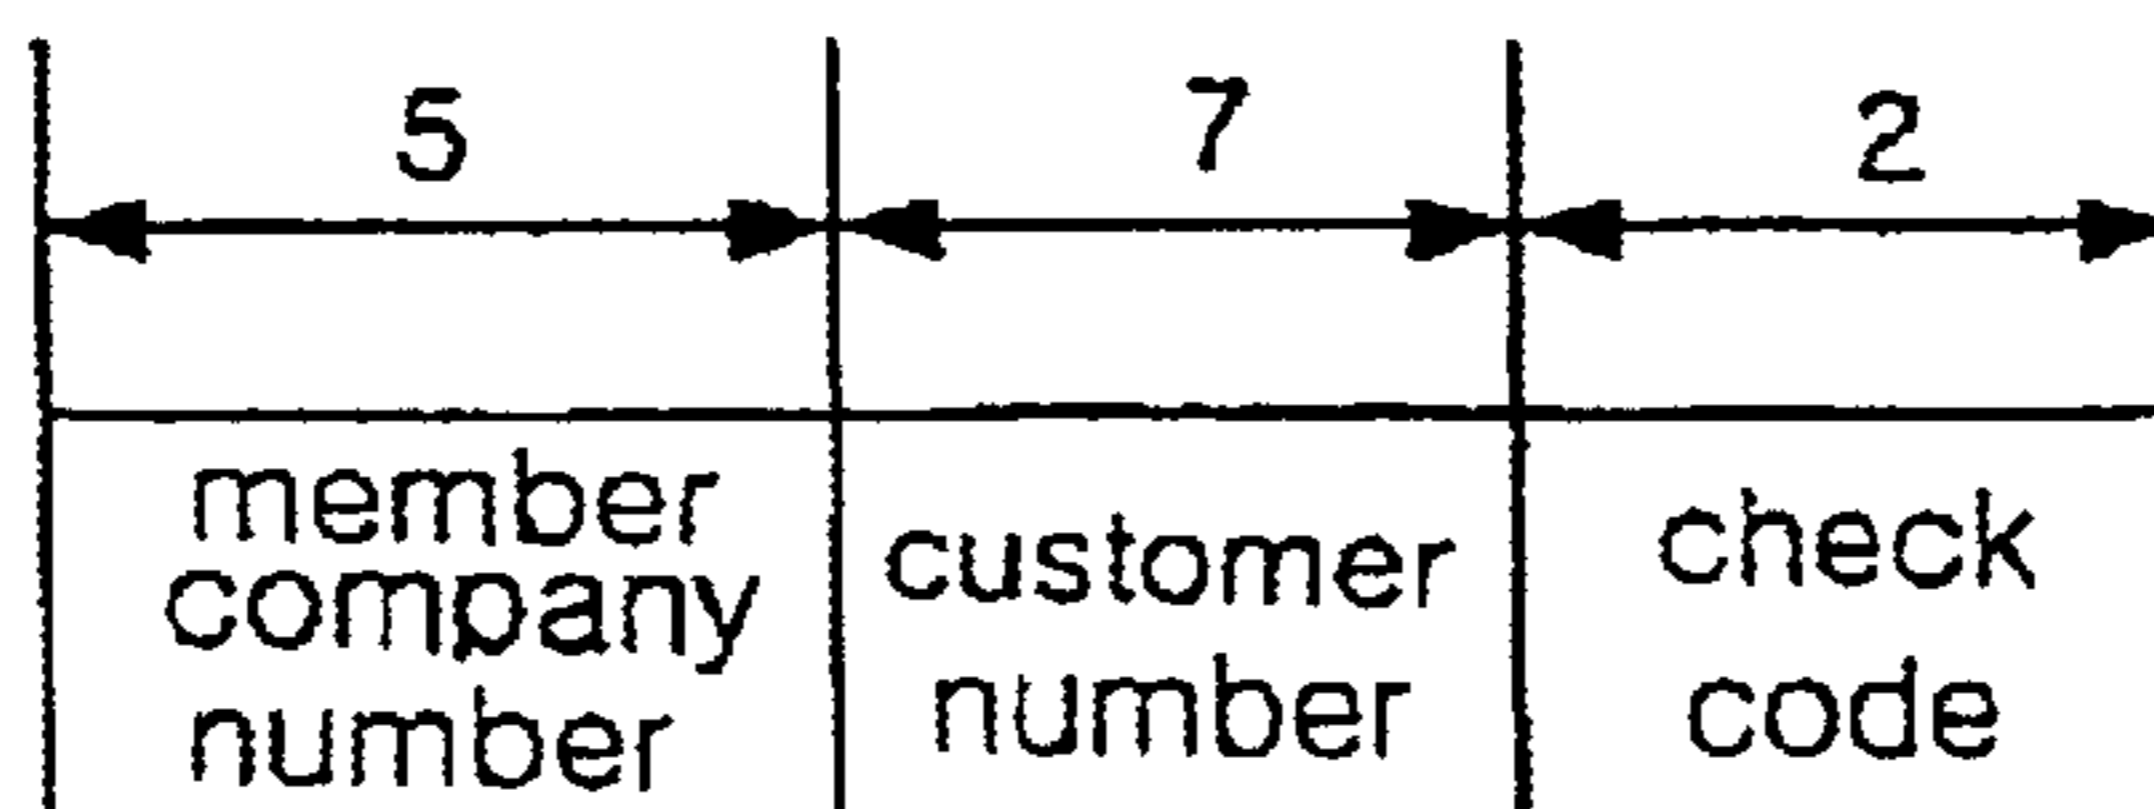 5 7 2
member company number
customer number
check code